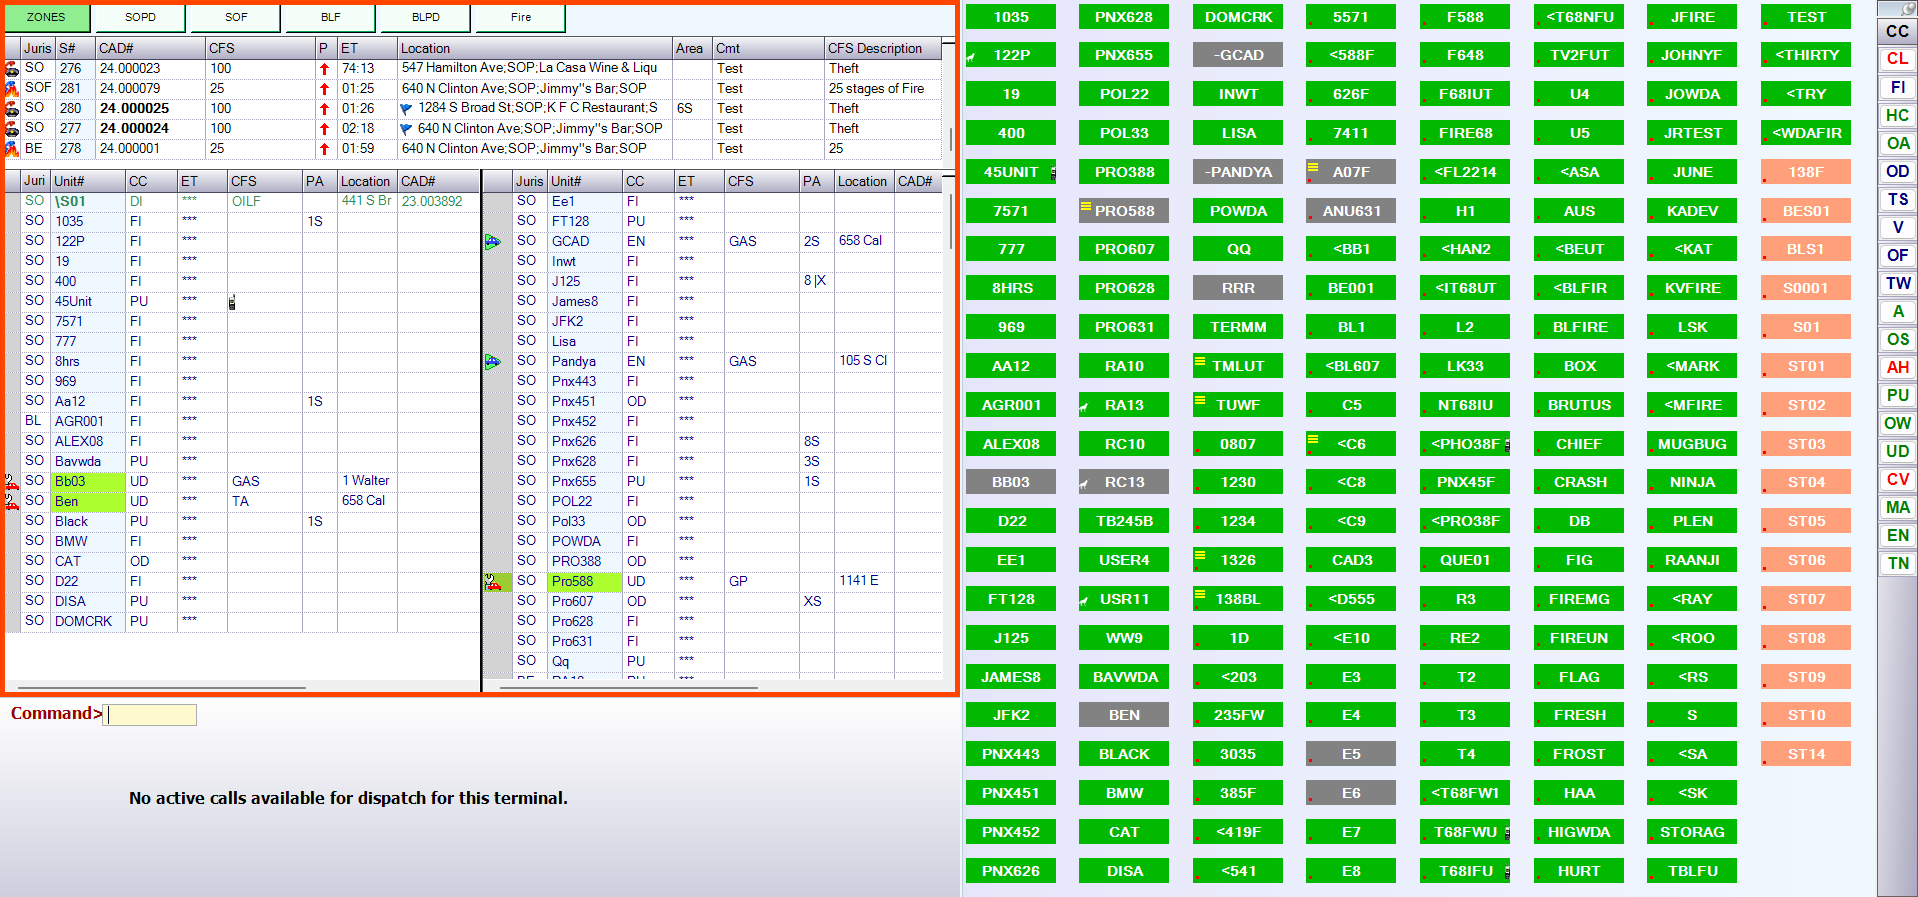 ZONES SOPD SOF BLF BLPD Fire
Juris S# CAD# CFS P ET Location Area Cmt CFS Description
SO 276 24.000023 100 74:13 547 Hamilton Ave;SOP;La Casa Wine & Liqu Test Theft
SOF 281 24.000079 25 01:25 640 N Clinton Ave;SOP;Jimmy"s Bar;SOP Test 25 stages of Fire
SO 280 24.000025 100 01:26 1284 S Broad St;SOP;K F C Restaurant;S 6S Test Theft
SO 277 24.000024 100 02:18 640 N Clinton Ave;SOP;Jimmy"s Bar;SOP Test Theft
BE 278 24.000001 25 01:59 640 N Clinton Ave;SOP;Jimmy"s Bar;SOP Test 25
Juri Unit# CC ET CFS PA Location CAD#
SO \S01 DI *** OILF 441 S Br 23.003892
SO 1035 FI *** 1S
SO 122P FI ***
SO 19 FI ***
SO 400 FI ***
SO 45Unit PU ***
SO 7571 FI ***
SO 777 FI ***
SO 8hrs FI ***
SO 969 FI ***
SO Aa12 FI *** 1S
BL AGR001 FI ***
SO ALEX08 FI ***
SO Bavwda PU ***
SO Bb03 UD *** GAS 1 Walter
SO Ben UD *** TA 658 Cal
SO Black PU *** 1S
SO BMW FI ***
SO CAT OD ***
SO D22 FI ***
SO DISA PU ***
SO DOMCRK PU ***
Juris Unit# CC ET CFS PA Location CAD#
SO Ee1 FI ***
SO FT128 PU ***
SO GCAD EN *** GAS 2S 658 Cal
SO Inwt FI ***
SO J125 FI *** 8 |X
SO James8 FI ***
SO JFK2 FI ***
SO Lisa FI ***
SO Pandya EN *** GAS 105 S Cl
SO Pnx443 FI ***
SO Pnx451 OD ***
SO Pnx452 FI ***
SO Pnx626 FI *** 8S
SO Pnx628 FI *** 3S
SO Pnx655 PU *** 1S
SO POL22 FI ***
SO Pol33 OD ***
SO POWDA FI ***
SO PRO388 OD ***
SO Pro588 UD *** GP 1141 E
SO Pro607 OD *** XS
SO Pro628 FI ***
SO Pro631 FI ***
SO Qq PU ***
Command>
No active calls available for dispatch for this terminal.
1035 PNX628 DOMCRK 5571 F588 <T68NFU JFIRE TEST
122P PNX655 -GCAD <588F F648 TV2FUT JOHNYF <THIRTY
19 POL22 INWT 626F F68IUT U4 JOWDA <TRY
400 POL33 LISA 7411 FIRE68 U5 JRTEST <WDAFIR
45UNIT PRO388 -PANDYA A07F <FL2214 <ASA JUNE 138F
7571 PRO588 POWDA ANU631 H1 AUS KADEV BES01
777 PRO607 QQ <BB1 <HAN2 <BEUT <KAT BLS1
8HRS PRO628 RRR BE001 <IT68UT <BLFIR KVFIRE S0001
969 PRO631 TERMM BL1 L2 BLFIRE LSK S01
AA12 RA10 TMLUT <BL607 LK33 BOX <MARK ST01
AGR001 RA13 TUWF C5 NT68IU BRUTUS <MFIRE ST02
ALEX08 RC10 0807 <C6 <PHO38F CHIEF MUGBUG ST03
BB03 RC13 1230 <C8 PNX45F CRASH NINJA ST04
D22 TB245B 1234 <C9 <PRO38F DB PLEN ST05
EE1 USER4 1326 CAD3 QUE01 FIG RAANJI ST06
FT128 USR11 138BL <D555 R3 FIREMG <RAY ST07
J125 WW9 1D <E10 RE2 FIREUN <ROO ST08
JAMES8 BAVWDA <203 E3 T2 FLAG <RS ST09
JFK2 BEN 235FW E4 T3 FRESH S ST10
PNX443 BLACK 3035 E5 T4 FROST <SA ST14
PNX451 BMW 385F E6 <T68FW1 HAA <SK
PNX452 CAT <419F E7 T68FWU HIGWDA STORAG
PNX626 DISA <541 E8 T68IFU HURT TBLFU
CC
CL
FI
HC
OA
OD
TS
V
OF
TW
A
OS
AH
PU
OW
UD
CV
MA
EN
TN